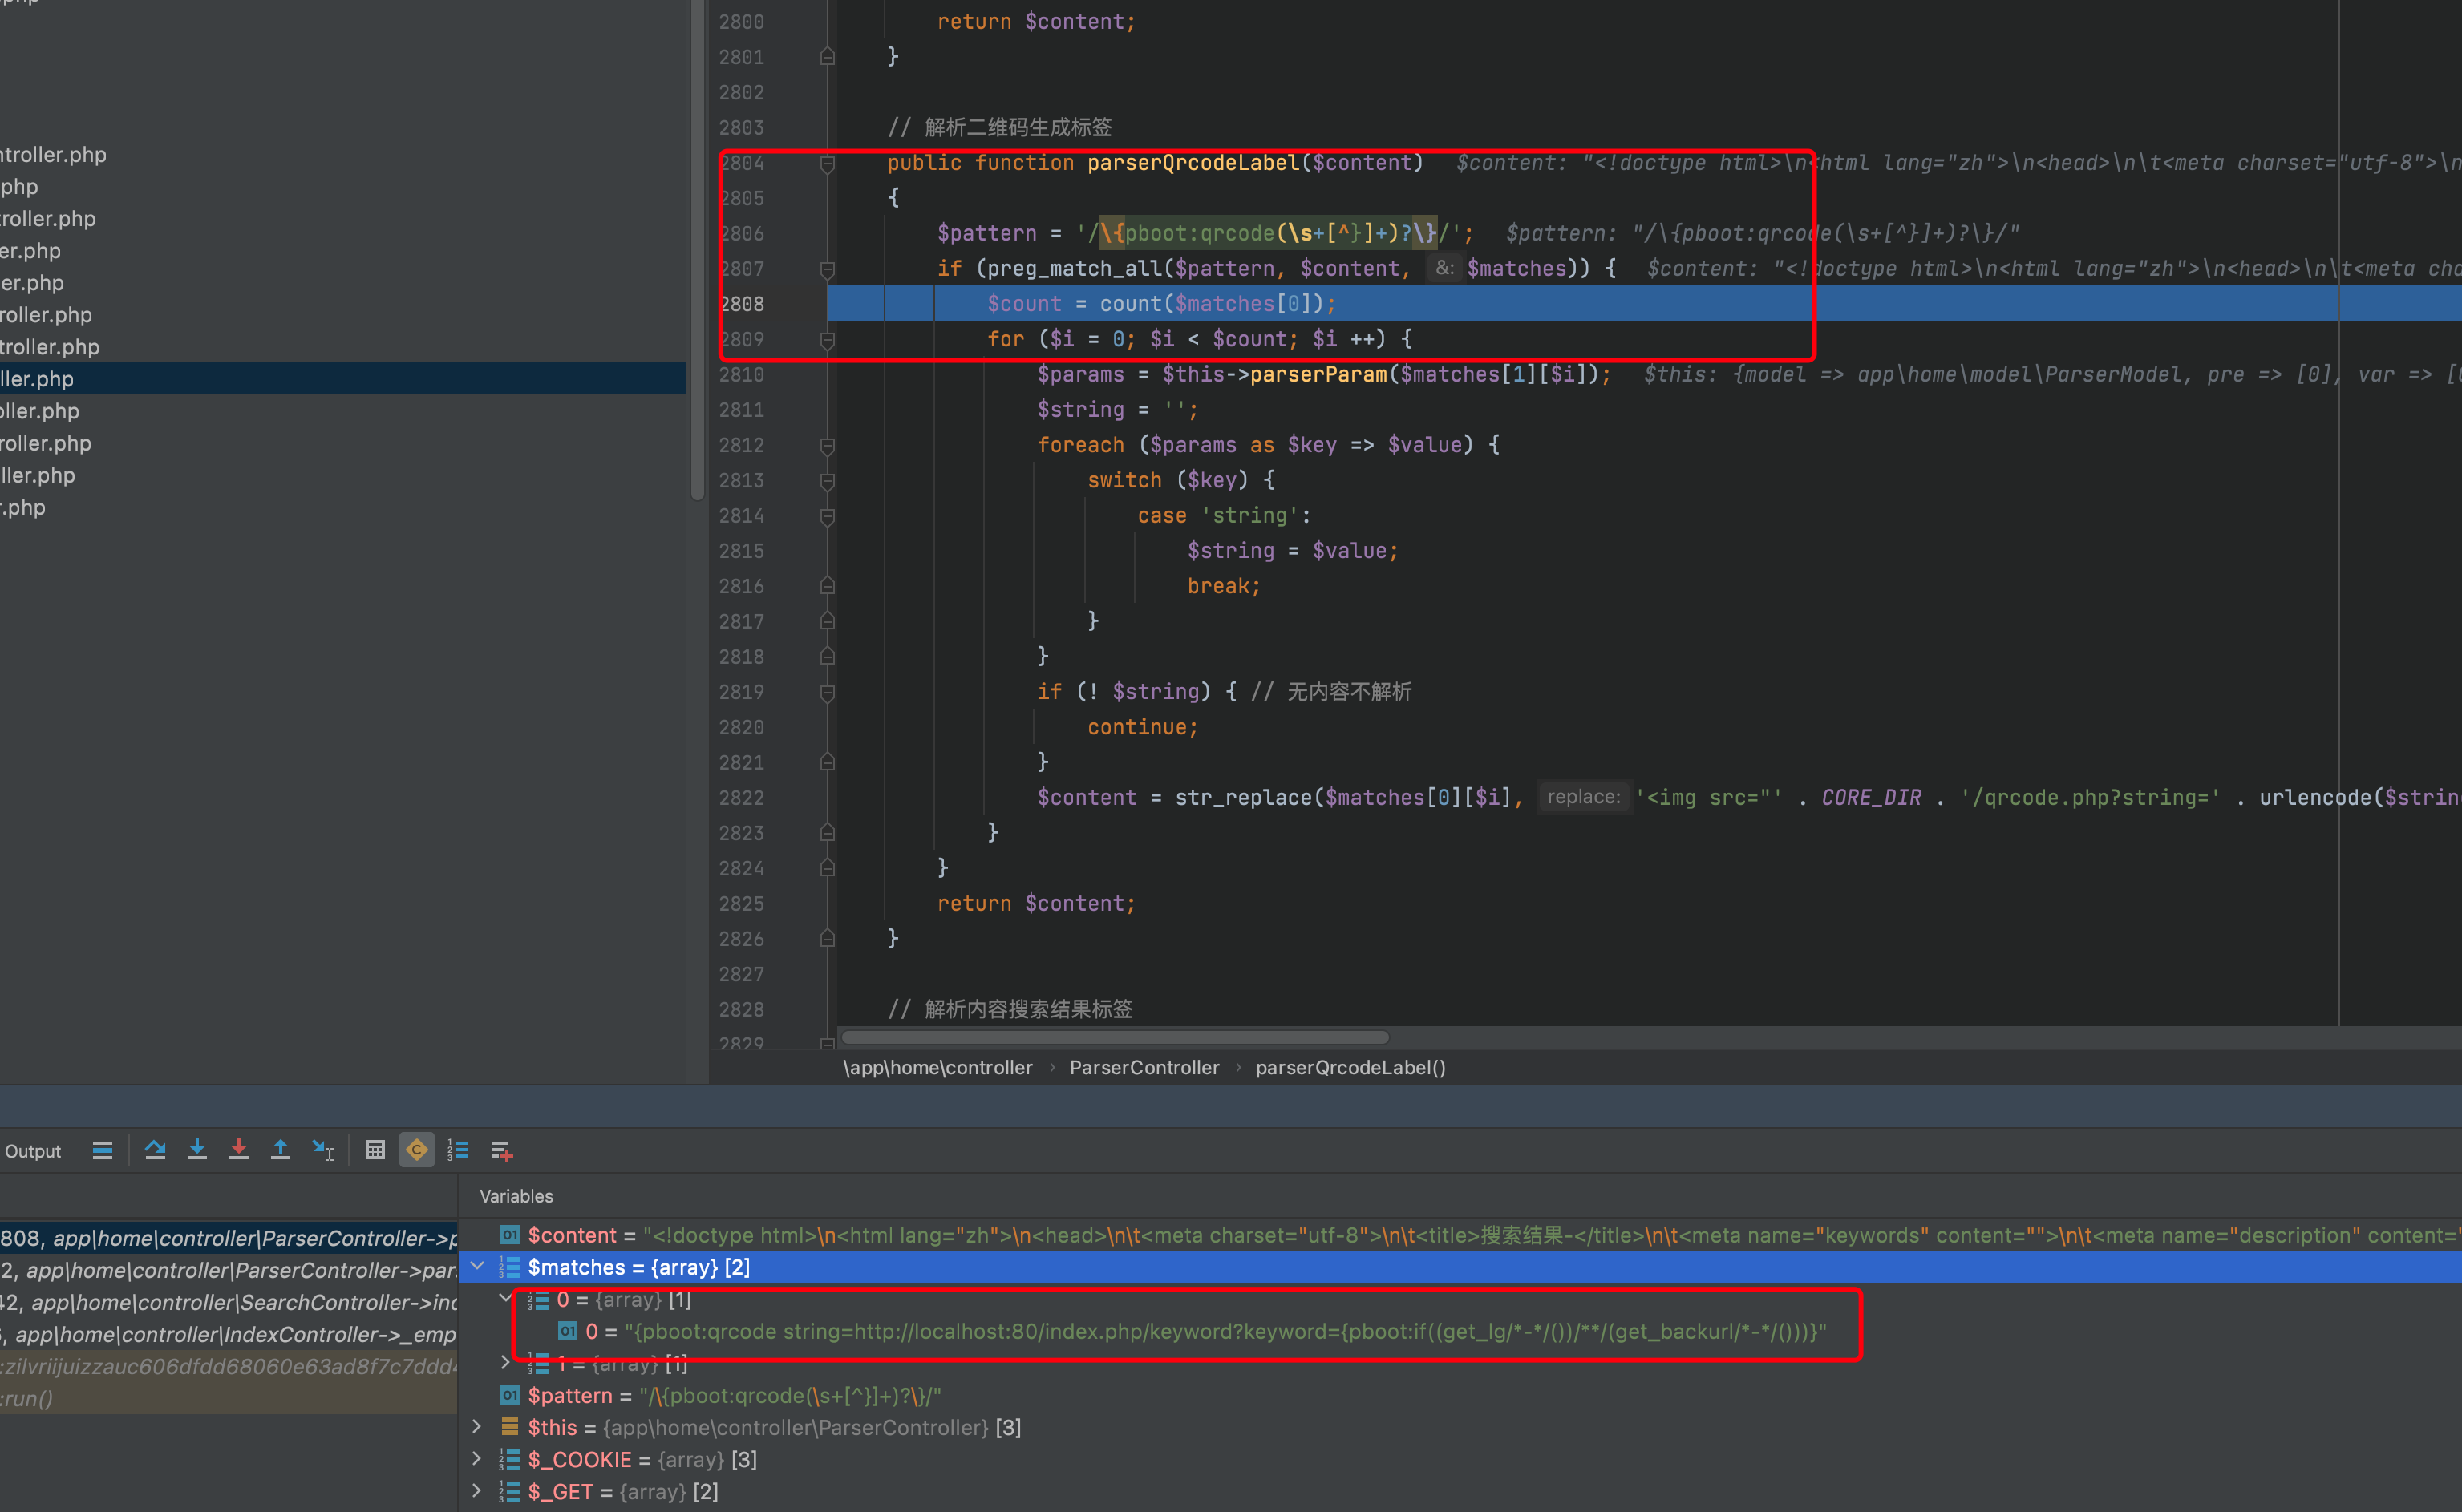 .php
ntroller.php
.php
troller.php
er.php
er.php
roller.php
troller.php
ller.php
oller.php
roller.php
ller.php
r.php
2800 return $content;
2801 }
2802
2803 // 解析二维码生成标签
2804 public function parserQrcodeLabel($content) $content: "<!doctype html>\n<html lang="zh">\n<head>\n\t<meta charset="utf-8">\n
2805 {
2806 $pattern = '/\{pboot:qrcode(\s+[^}]+)?\}/'; $pattern: "/\{pboot:qrcode(\s+[^}]+)?\}/"
2807 if (preg_match_all($pattern, $content, &: $matches)) { $content: "<!doctype html>\n<html lang="zh">\n<head>\n\t<meta cha
2808 $count = count($matches[0]);
2809 for ($i = 0; $i < $count; $i ++) {
2810 $params = $this->parserParam($matches[1][$i]); $this: {model => app\home\model\ParserModel, pre => [0], var => [
2811 $string = '';
2812 foreach ($params as $key => $value) {
2813 switch ($key) {
2814 case 'string':
2815 $string = $value;
2816 break;
2817 }
2818 }
2819 if (! $string) { // 无内容不解析
2820 continue;
2821 }
2822 $content = str_replace($matches[0][$i], replace: '<img src="' . CORE_DIR . '/qrcode.php?string=' . urlencode($strin
2823 }
2824 }
2825 return $content;
2826 }
2827
2828 // 解析内容搜索结果标签
2829
\app\home\controller › ParserController › parserQrcodeLabel()
Output
Variables
808, app\home\controller\ParserController->p
2, app\home\controller\ParserController->par
42, app\home\controller\SearchController->ind
, app\home\controller\IndexController->_emp
:zilvriijuizzauc606dfdd68060e63ad8f7c7ddd4
:run()
$content = "<!doctype html>\n<html lang="zh">\n<head>\n\t<meta charset="utf-8">\n\t<title>搜索结果-</title>\n\t<meta name="keywords" content="">\n\t<meta name="description" content="
$matches = {array} [2]
0 = {array} [1]
0 = "{pboot:qrcode string=http://localhost:80/index.php/keyword?keyword={pboot:if((get_lg/*-*/())/**/(get_backurl/*-*/()))}"
1 = {array} [1]
$pattern = "/\{pboot:qrcode(\s+[^}]+)?\}/"
$this = {app\home\controller\ParserController} [3]
$_COOKIE = {array} [3]
$_GET = {array} [2]